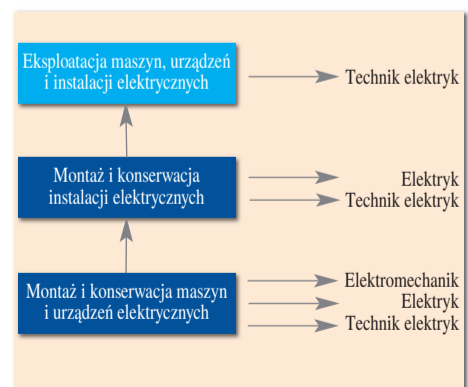 Eksploatacja maszyn, urządzeń
i instalacji elektrycznych
Technik elektryk
Montaż i konserwacja
instalacji elektrycznych
Elektryk
Technik elektryk
Montaż i konserwacja maszyn
i urządzeń elektrycznych
Elektromechanik
Elektryk
Technik elektryk